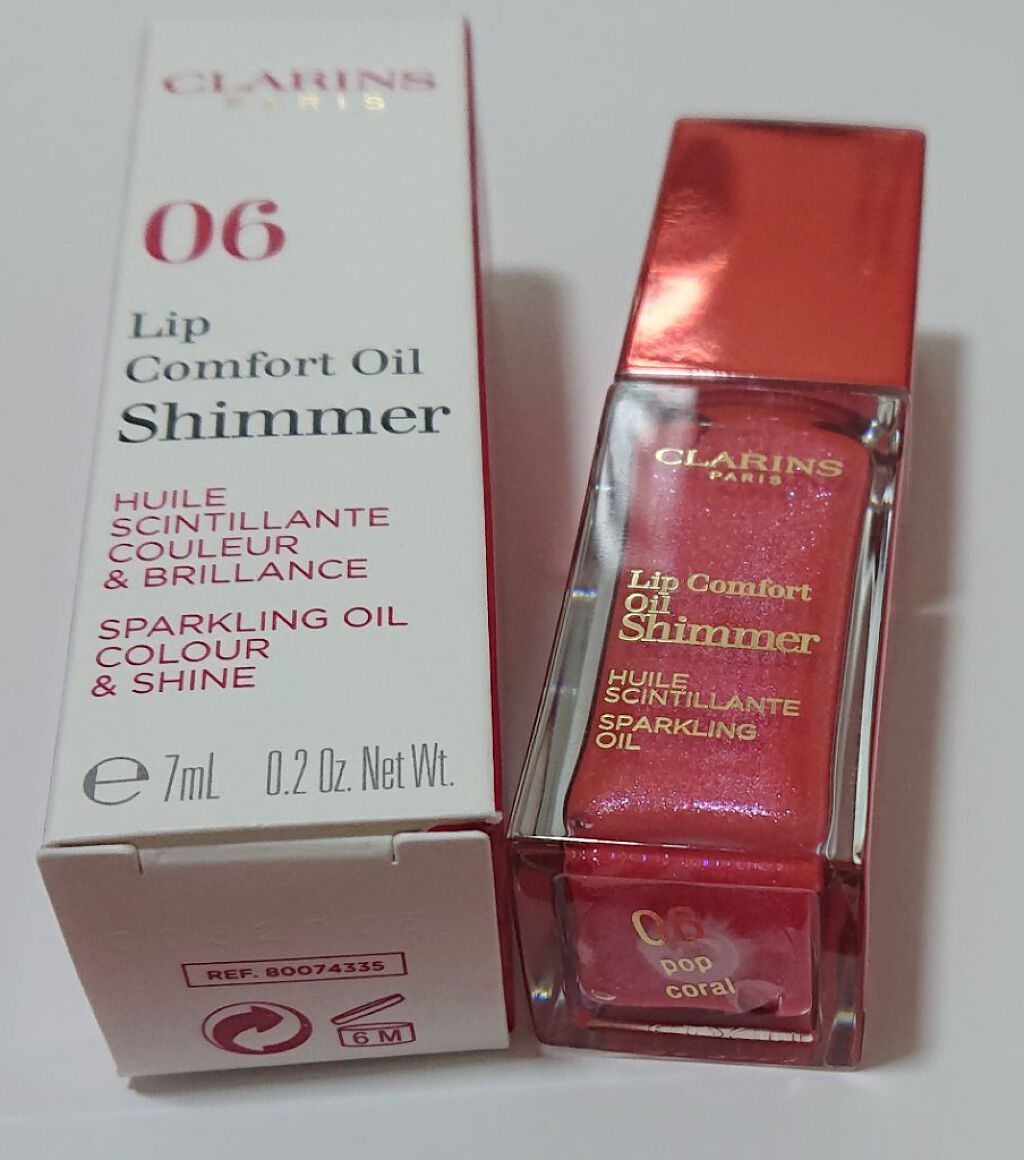 CLARINS
PARIS
06
Lip
Comfort Oil
Shimmer
HUILE
SCINTILLANTE
COULEUR
& BRILLANCE
SPARKLING OIL
COLOUR
& SHINE
e 7mL 0.2 Oz. Net Wt.
REF. 80074335
6 M
CLARINS
PARIS
Lip Comfort
Oil
Shimmer
HUILE
SCINTILLANTE
SPARKLING
OIL
06
pop
coral